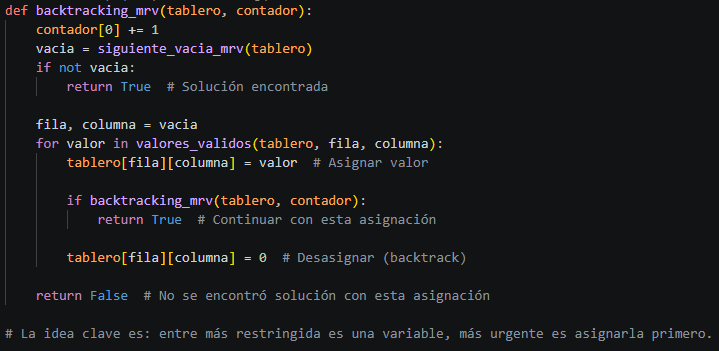 def backtracking_mrv(tablero, contador):
    contador[0] += 1
    vacia = siguiente_vacia_mrv(tablero)
    if not vacia:
        return True  # Solución encontrada

    fila, columna = vacia
    for valor in valores_validos(tablero, fila, columna):
        tablero[fila][columna] = valor  # Asignar valor

        if backtracking_mrv(tablero, contador):
            return True  # Continuar con esta asignación

        tablero[fila][columna] = 0  # Desasignar (backtrack)

    return False  # No se encontró solución con esta asignación

# La idea clave es: entre más restringida es una variable, más urgente es asignarla primero.